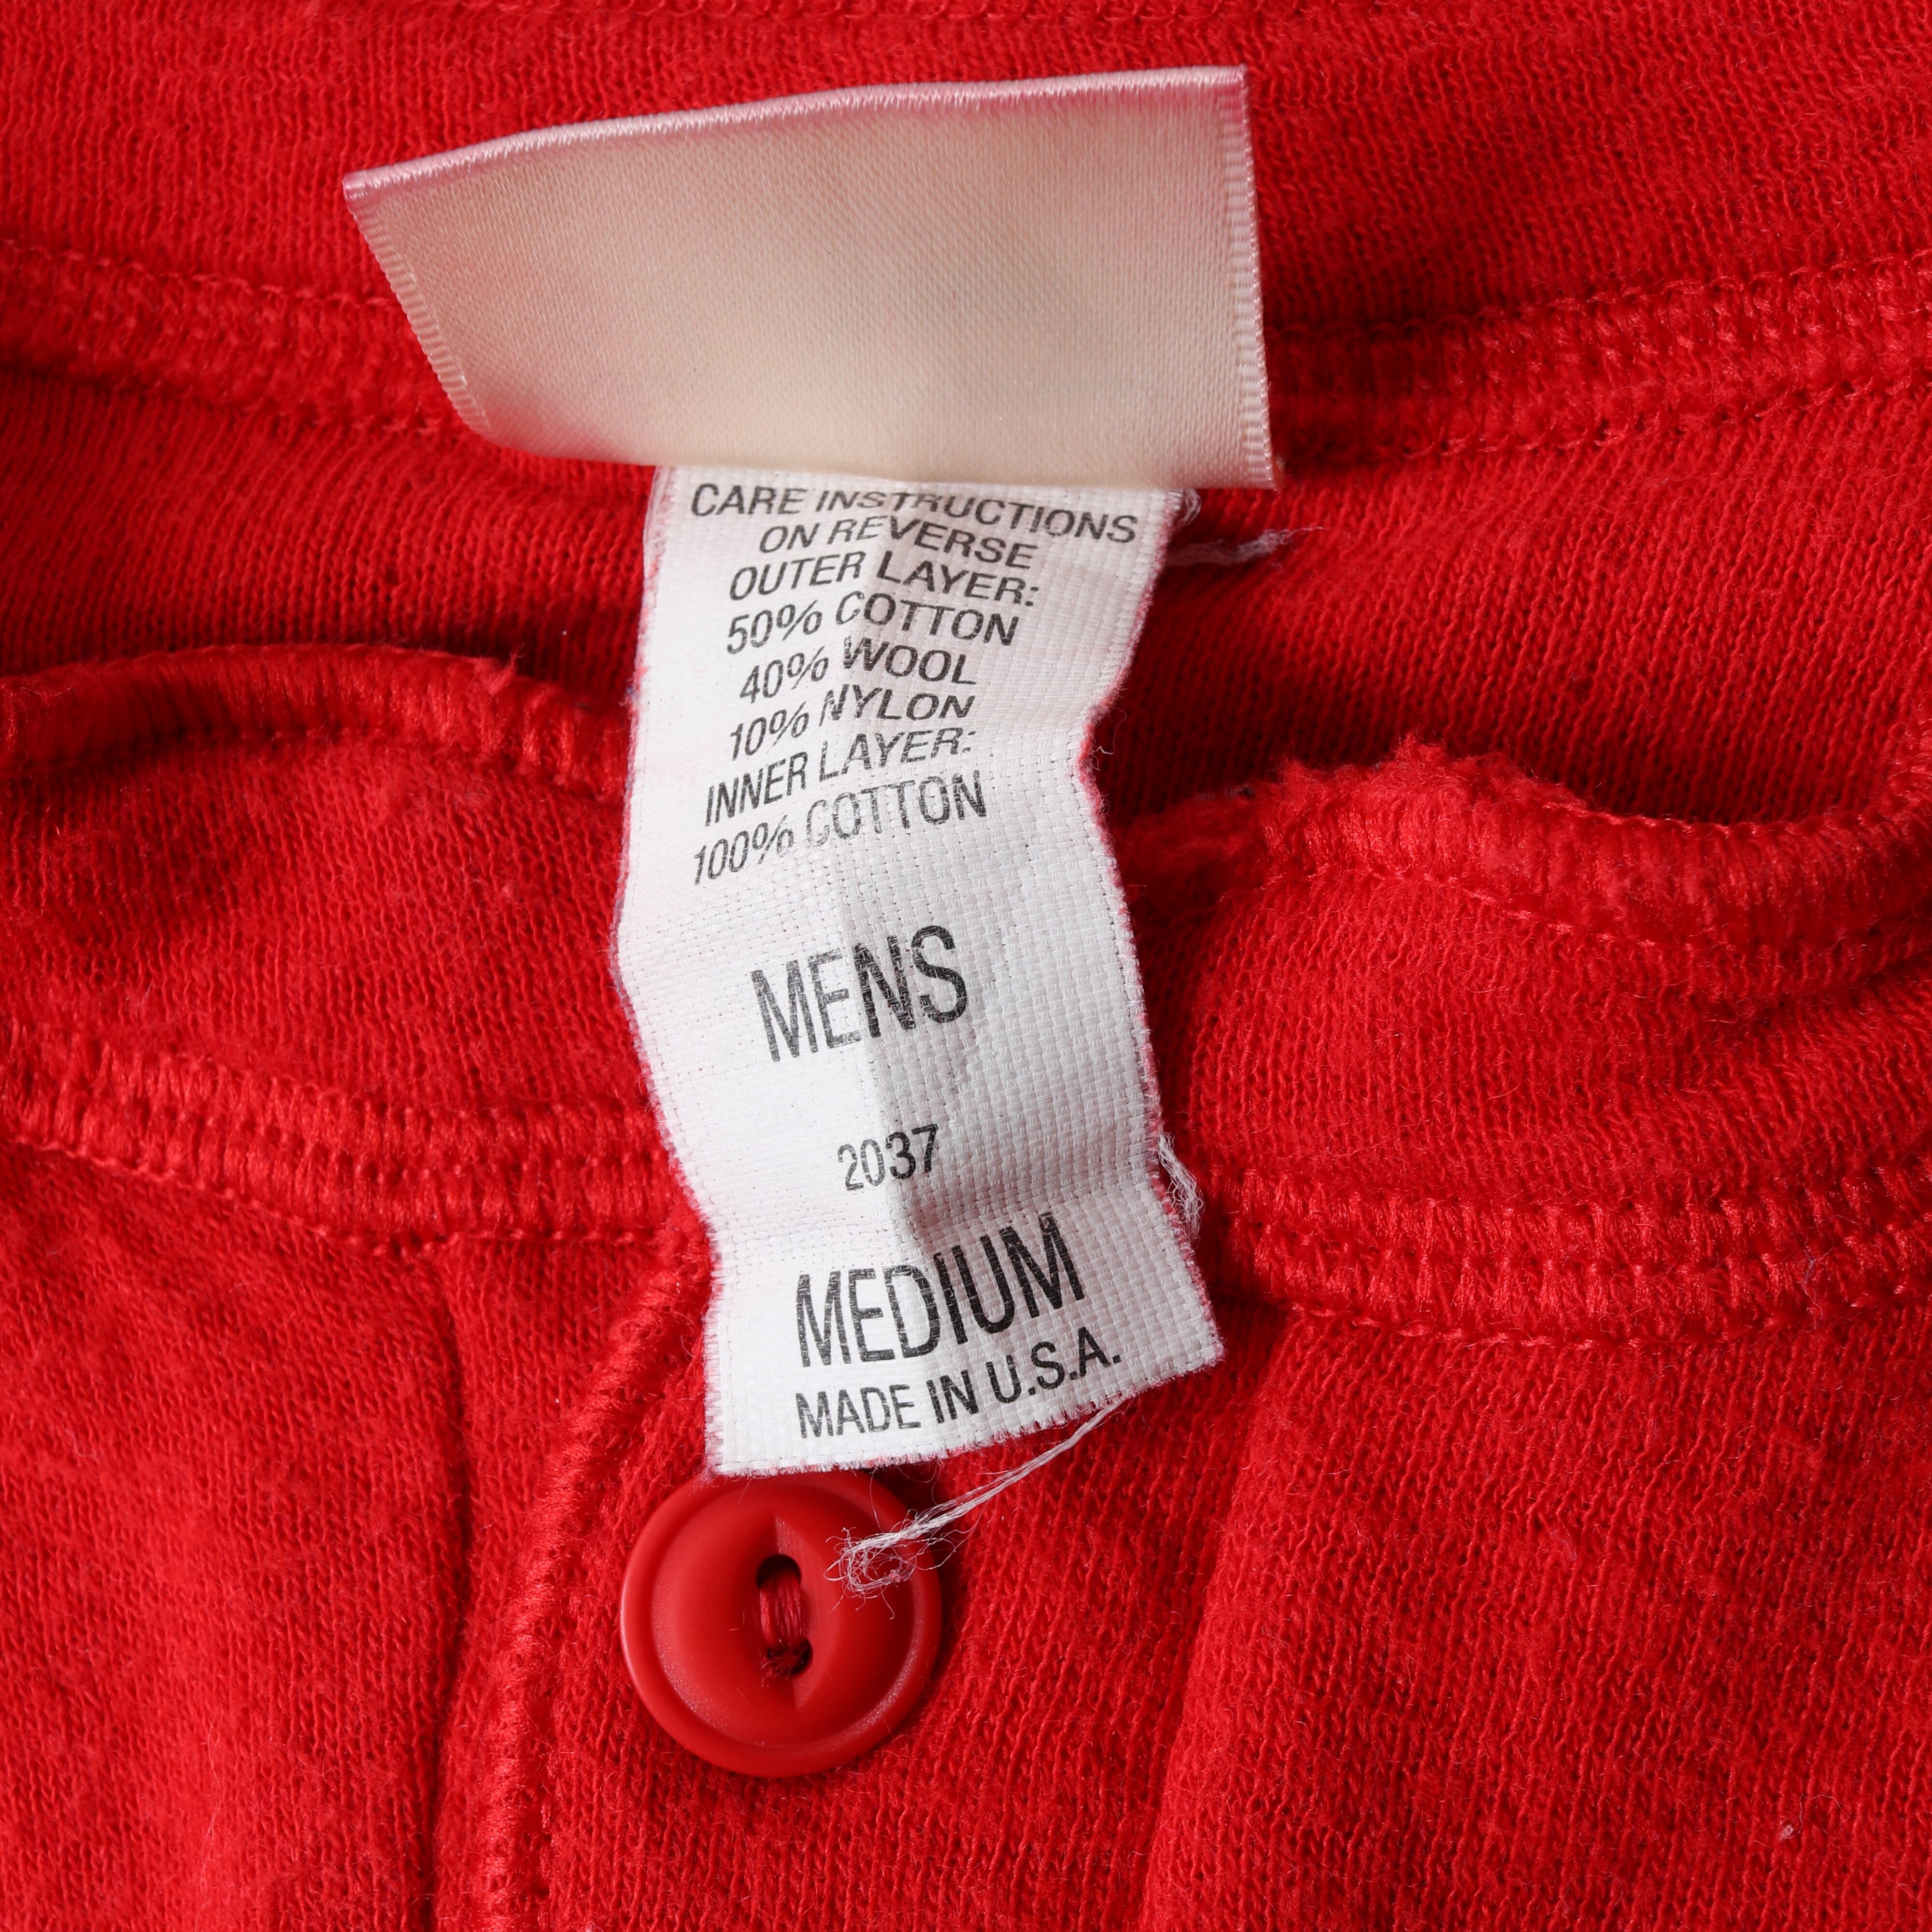 CARE INSTRUCTIONS
ON REVERSE
OUTER LAYER:
50% COTTON
40% WOOL
10% NYLON
INNER LAYER:
100% COTTON
MENS
2037
MEDIUM
MADE IN U.S.A.